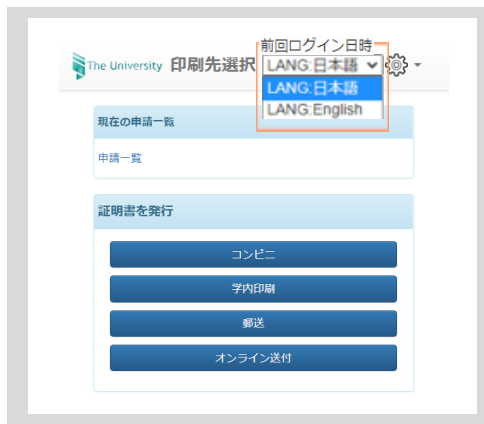 前回ログイン日時
The University 印刷先選択 LANG:日本語
LANG:日本語
LANG:English
現在の申請一覧
申請一覧
証明書を発行
コンビニ
学内印刷
郵送
オンライン送付